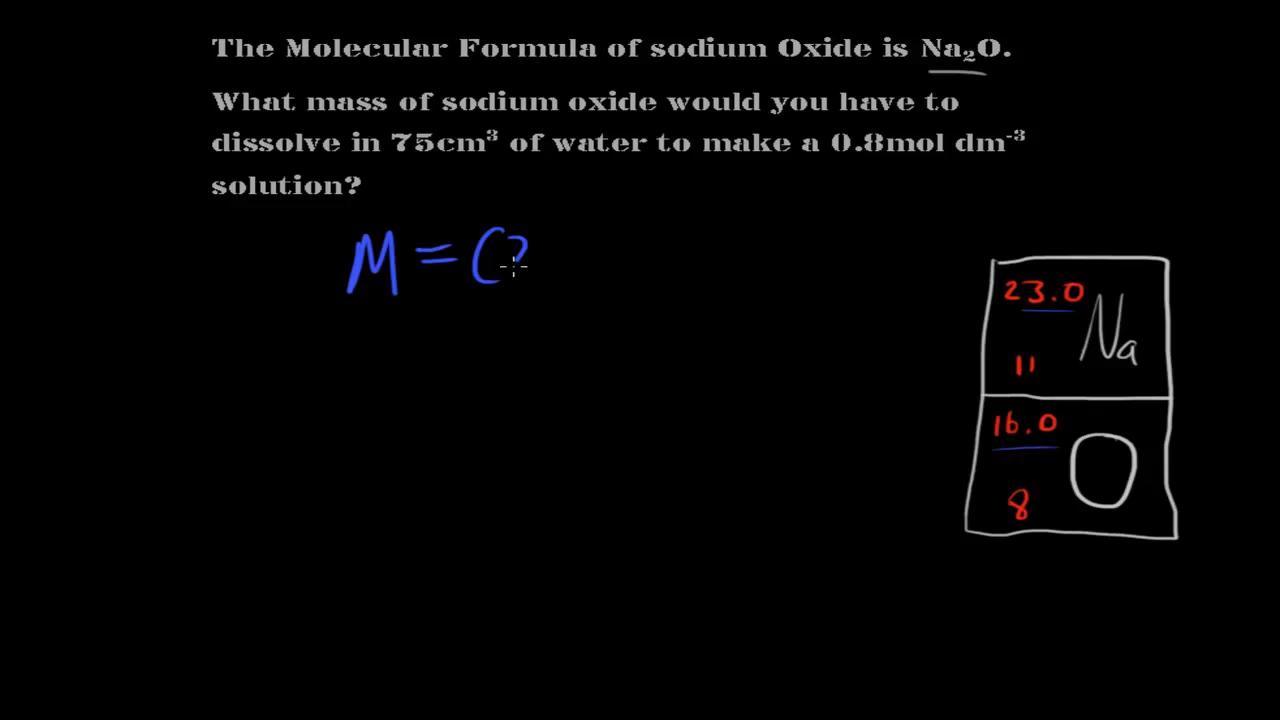 The Molecular Formula of sodium Oxide is Na₂O.
What mass of sodium oxide would you have to
dissolve in 75cm³ of water to make a 0.8mol dm⁻³
solution?
M = (2
23.0
Na
11
16.0
O
8